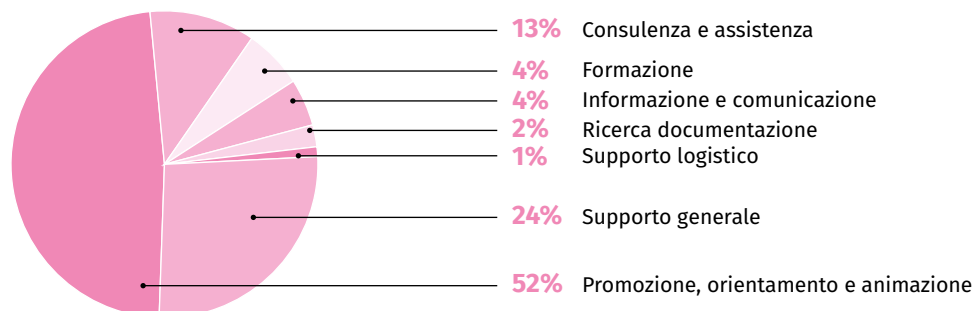 13% Consulenza e assistenza
4% Formazione
4% Informazione e comunicazione
2% Ricerca documentazione
1% Supporto logistico
24% Supporto generale
52% Promozione, orientamento e animazione